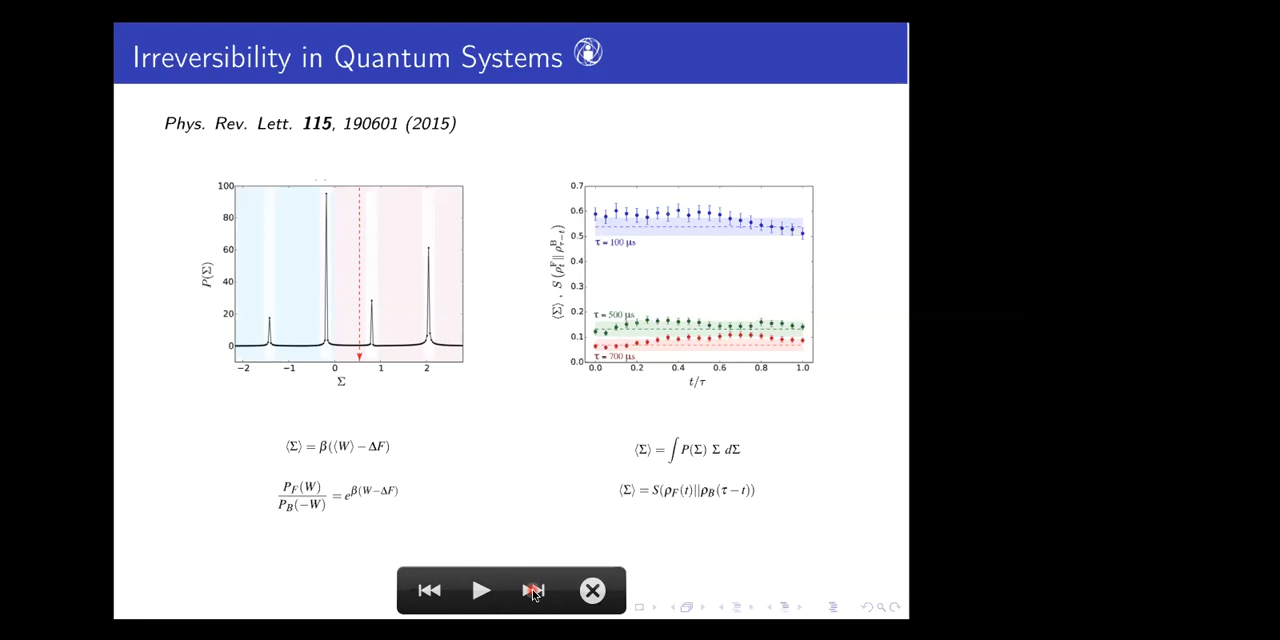 Irreversibility in Quantum Systems
Phys. Rev. Lett. 115, 190601 (2015)
100
80
60
40
20
0
P(Σ)
−2 −1 0 1 2
Σ
0.7
0.6
0.5
0.4
0.3
0.2
0.1
0.0
⟨Σ⟩ , S(ρ_t^F||ρ_{τ−t}^B)
τ = 100 μs
τ = 500 μs
τ = 700 μs
0.0 0.2 0.4 0.6 0.8 1.0
t/τ
⟨Σ⟩ = β(⟨W⟩ − ΔF)
P_F(W) / P_B(−W) = e^{β(W−ΔF)}
⟨Σ⟩ = ∫ P(Σ) Σ dΣ
⟨Σ⟩ = S(ρ_F(t)||ρ_B(τ − t))